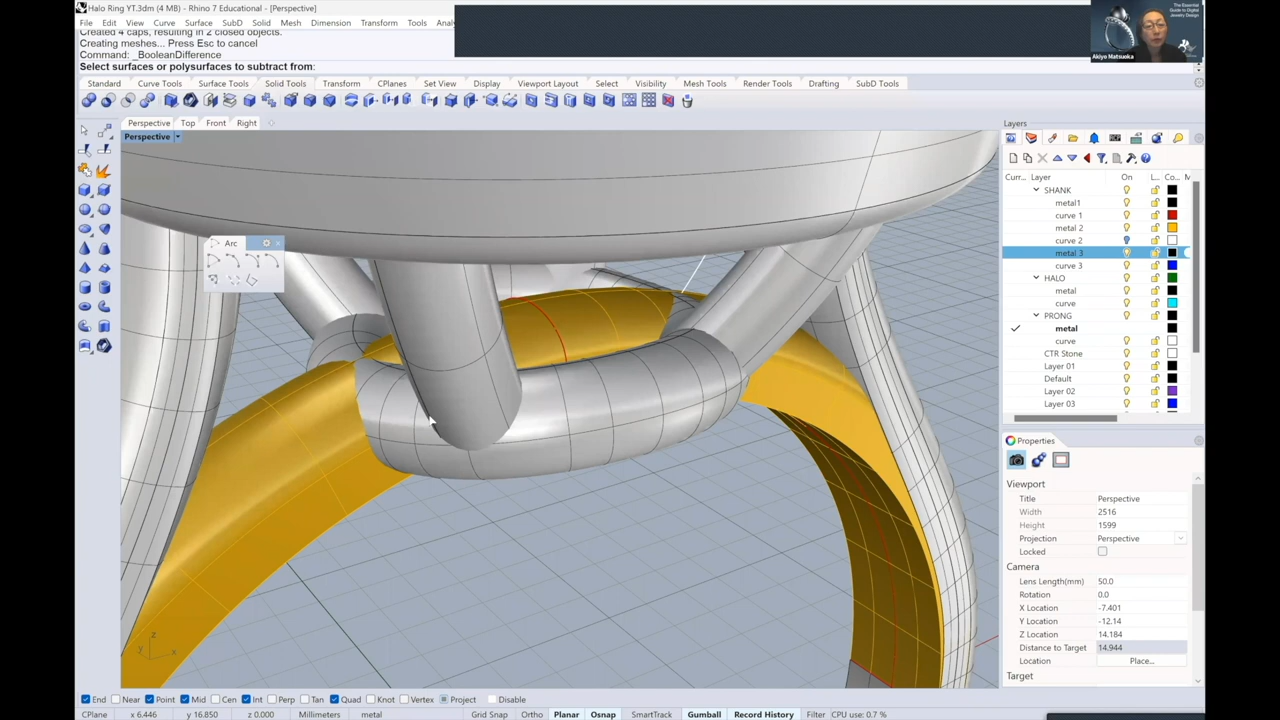 Halo Ring YT.3dm (4 MB) - Rhino 7 Educational - [Perspective]
File Edit View Curve Surface SubD Solid Mesh Dimension Transform Tools
Created 4 caps, resulting in 2 closed objects.
Creating meshes... Press Esc to cancel
Command: _BooleanDifference
Select surfaces or polysurfaces to subtract from:
The Essential
Guide to Digital
Jewelry Design
Akiyo Matsuoka
Standard Curve Tools Surface Tools Solid Tools Transform CPlanes Set View Display Viewport Layout Select Visibility Mesh Tools Render Tools Drafting SubD Tools
Perspective Top Front Right
Perspective
Arc
z
y x
Layers
Curr... Layer On L... Co... M
SHANK
metal1
curve 1
metal 2
curve 2
metal 3
curve 3
HALO
metal
curve
PRONG
metal
curve
CTR Stone
Layer 01
Default
Layer 02
Layer 03
Properties
Viewport
Title Perspective
Width 2516
Height 1599
Projection Perspective
Locked
Camera
Lens Length(mm) 50.0
Rotation 0.0
X Location -7.401
Y Location -12.14
Z Location 14.184
Distance to Target 14.944
Location Place...
Target
End Near Point Mid Cen Int Perp Tan Quad Knot Vertex Project Disable
CPlane x 6.446 y 16.850 z 0.000 Millimeters metal Grid Snap Ortho Planar Osnap SmartTrack Gumball Record History Filter CPU use: 0.7 %